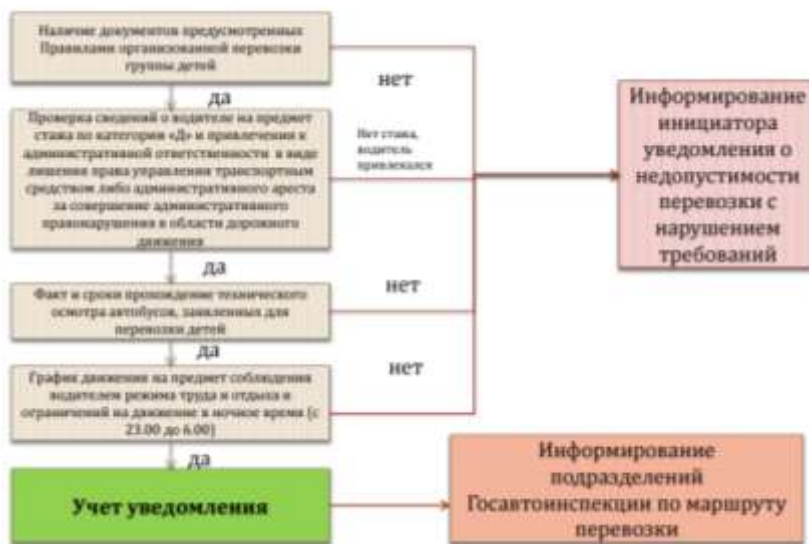 Наличие документов предусмотренных
Правилами организованной перевозки
группы детей
нет
да
Проверка сведений о водителе на предмет
стажа по категории «Д» и привлечения к
административной ответственности в виде
лишения права управления транспортным
средством либо административного ареста
за совершение административного
правонарушения в области дорожного
движения
Нет стажа,
водитель
привлекался
Информирование
инициатора
уведомления о
недопустимости
перевозки с
нарушением
требований
да
Факт и сроки прохождение технического
осмотра автобусов, заявленных для
перевозки детей
нет
да
График движения на предмет соблюдения
водителем режима труда и отдыха и
ограничений на движение в ночное время (с
23.00 до 6.00)
нет
да
Учет уведомления
Информирование
подразделений
Госавтоинспекции по маршруту
перевозки